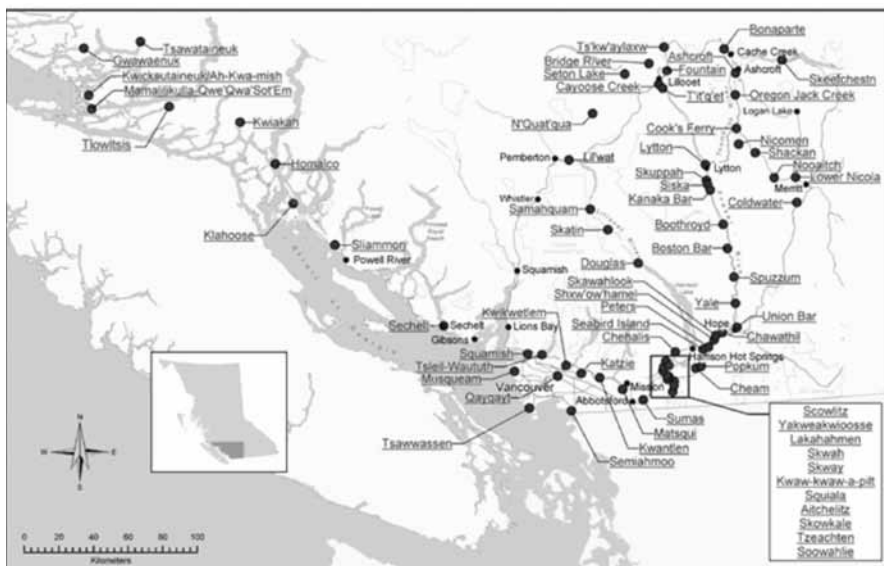 Tsawataineuk
Gwawaenuk
Kwickwutaineuk/Ah-Kwa-mish
Mamalilikulla-Qwe'Qwa'Sot'Em
Tlowitsis
Kwiakah
Homalco
Klahoose
Sliammon
Powell River
Sechelt
Sechelt
Gibsons
Lions Bay
Squamish
Whistler
Pemberton
Lil'wat
N'Quat'qua
Samahquam
Skatin
Douglas
Ts'kw'aylaxw
Bridge River
Seton Lake
Cayoose Creek
Fountain
Lillooet
T'it'q'et
Bonaparte
Cache Creek
Ashcroft
Ashcroft
Skeetchestn
Oregon Jack Creek
Logan Lake
Cook's Ferry
Nicomen
Shackan
Nooaitch
Lower Nicola
Merritt
Coldwater
Lytton
Lytton
Skuppah
Siska
Kanaka Bar
Boothroyd
Boston Bar
Spuzzum
Yale
Union Bar
Hope
Chawathil
Skawahlook
Shxw'ow'hamel
Peters
Seabird Island
Chehalis
Harrison Hot Springs
Popkum
Cheam
Kwikwetlem
Squamish
Tsleil-Waututh
Musqueam
Vancouver
Qayqayt
Katzie
Mission
Abbotsford
Sumas
Matsqui
Kwantlen
Semiahmoo
Tsawwassen
Scowlitz
Yakweakwioosse
Lakahahmen
Skwah
Skway
Kwaw-kwaw-a-pilt
Squiala
Aitchelitz
Skowkale
Tzeachten
Soowahlie
N
W E
S
0 20 40 60 80 100
Kilometers